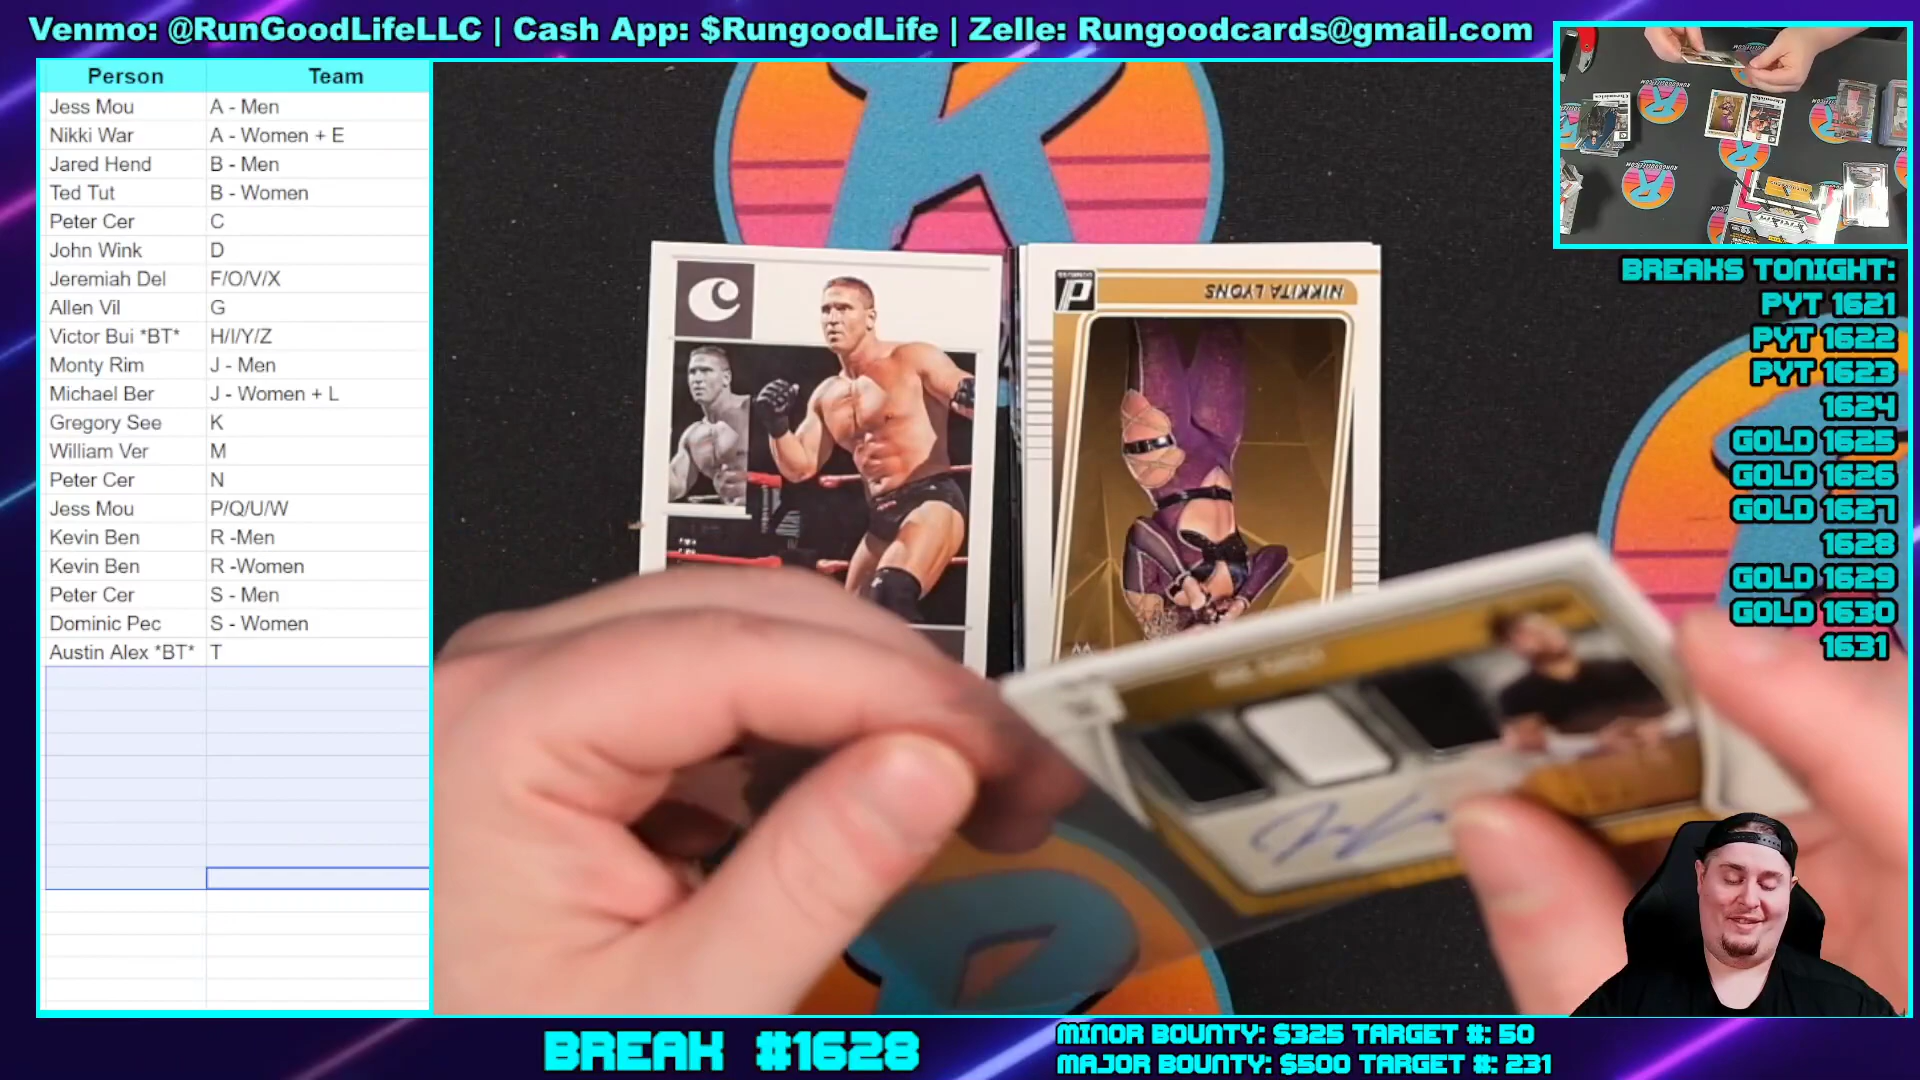 Venmo: @RunGoodLifeLLC | Cash App: $RungoodLife | Zelle: Rungoodcards@gmail.com
Person Team
Jess Mou A - Men
Nikki War A - Women + E
Jared Hend B - Men
Ted Tut B - Women
Peter Cer C
John Wink D
Jeremiah Del F/O/V/X
Allen Vil G
Victor Bui *BT* H/I/Y/Z
Monty Rim J - Men
Michael Ber J - Women + L
Gregory See K
William Ver M
Peter Cer N
Jess Mou P/Q/U/W
Kevin Ben R -Men
Kevin Ben R -Women
Peter Cer S - Men
Dominic Pec S - Women
Austin Alex *BT* T
NIKKITA LYONS
BREAKS TONIGHT:
PYT 1621
PYT 1622
PYT 1623
1624
GOLD 1625
GOLD 1626
GOLD 1627
1628
GOLD 1629
GOLD 1630
1631
BREAK #1628
MINOR BOUNTY: $325 TARGET #: 50
MAJOR BOUNTY: $500 TARGET #: 231